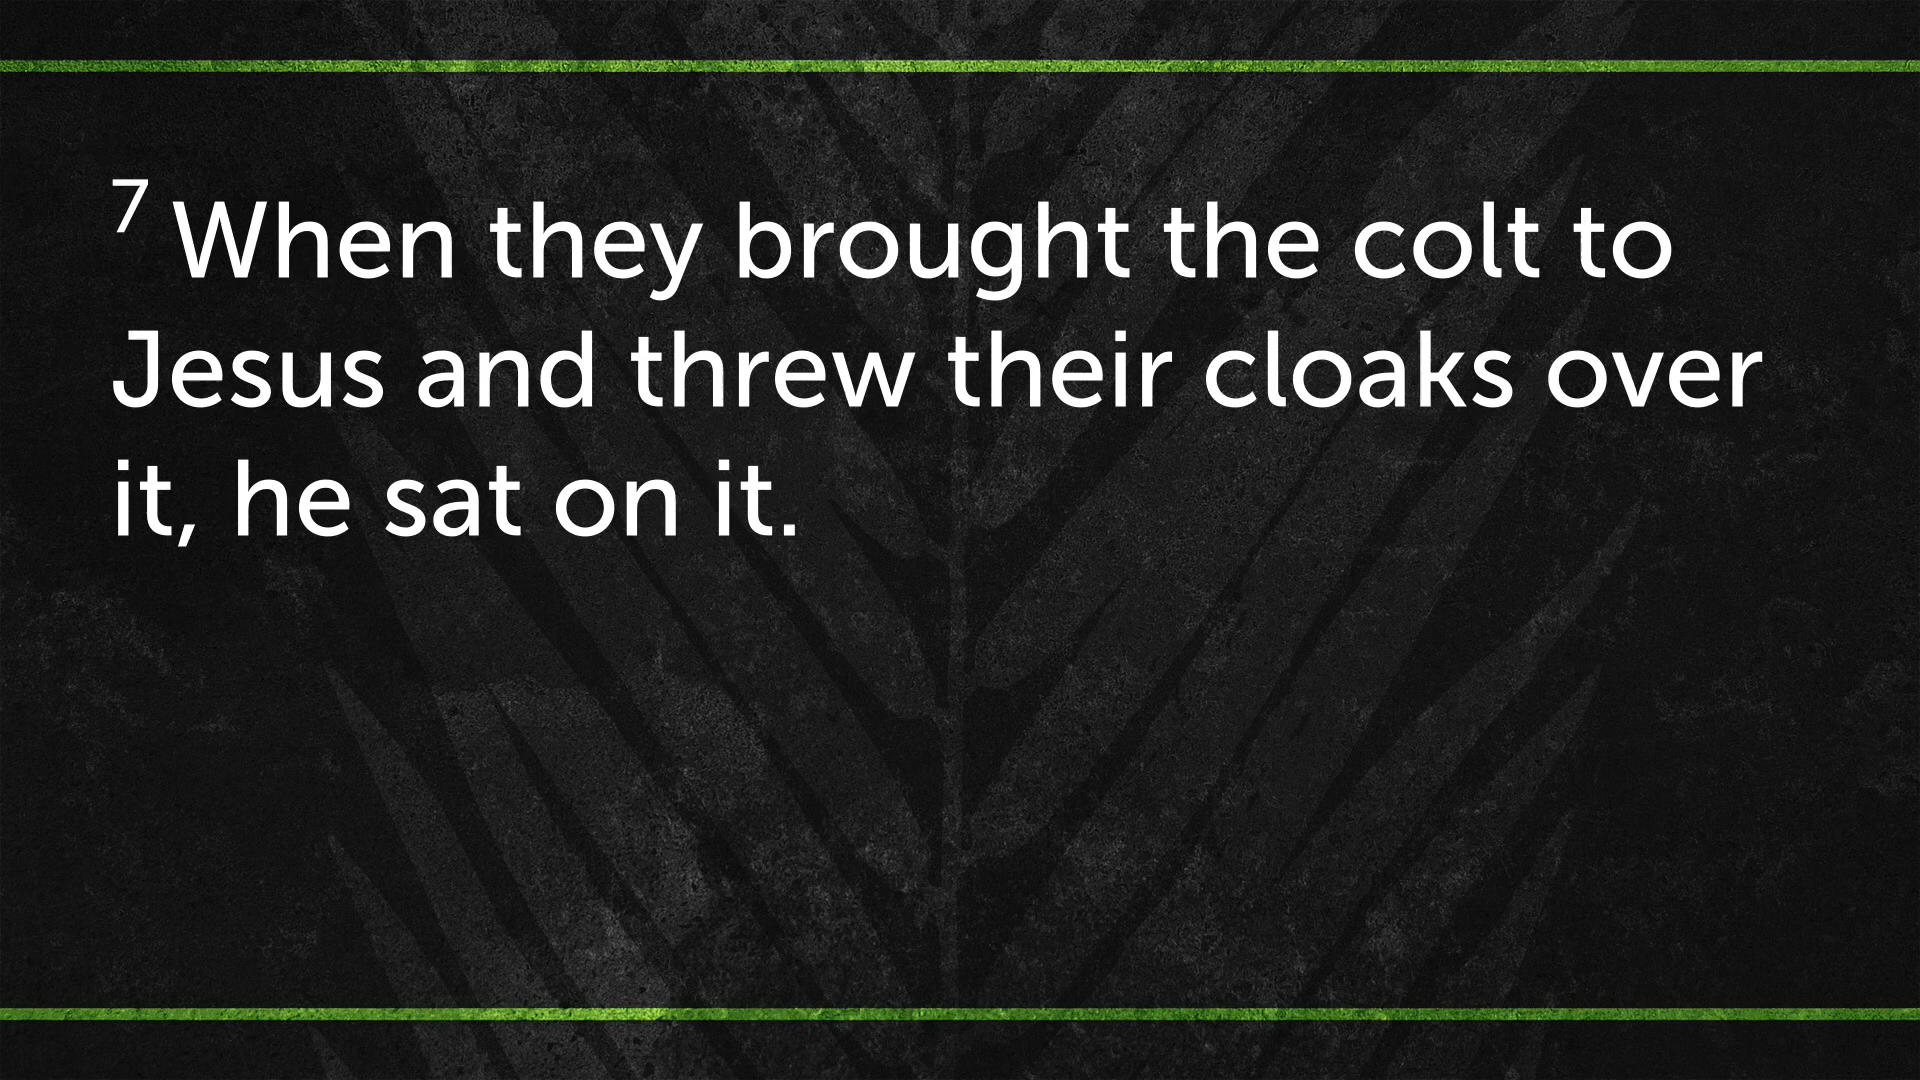 7 When they brought the colt to
Jesus and threw their cloaks over
it, he sat on it.